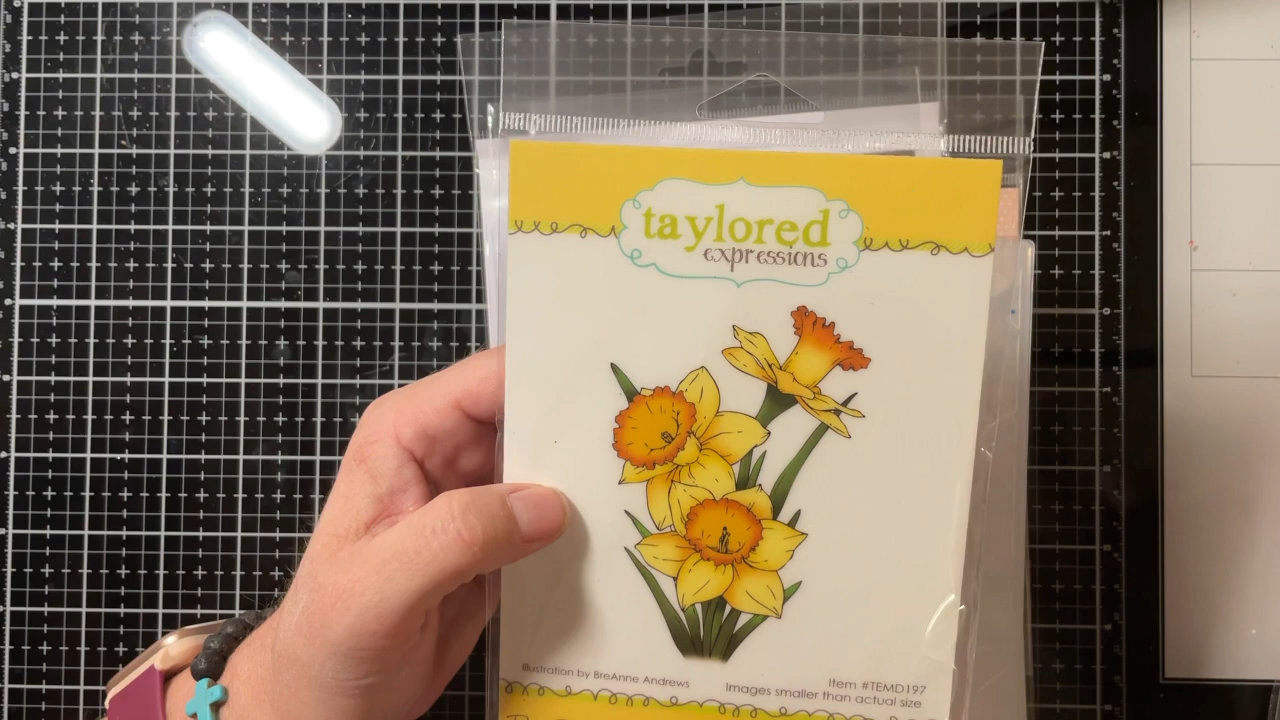 taylored
expressions
Illustration by BreAnne Andrews
Item #TEMD197
Images smaller than actual size